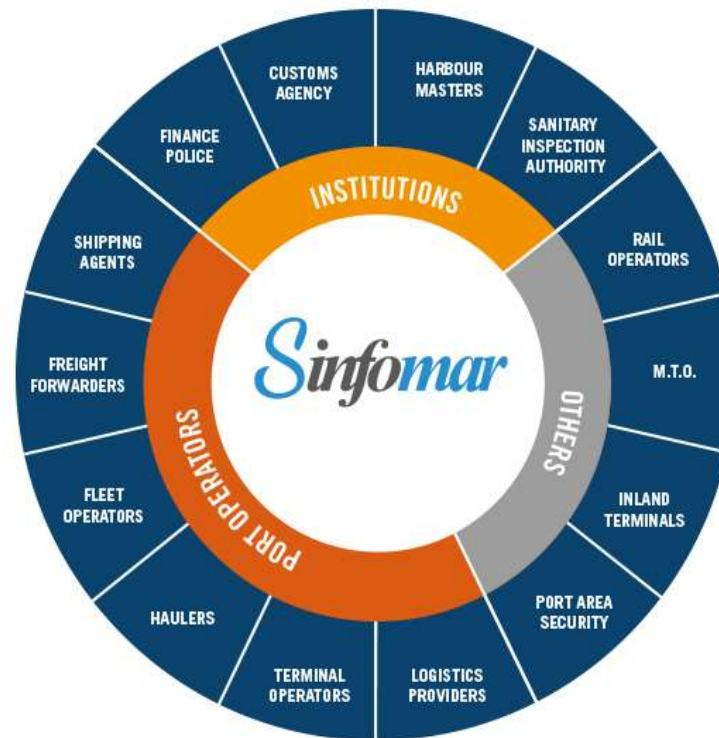 CUSTOMS
AGENCY
HARBOUR
MASTERS
SANITARY
INSPECTION
AUTHORITY
RAIL
OPERATORS
M.T.O.
INLAND
TERMINALS
PORT AREA
SECURITY
LOGISTICS
PROVIDERS
TERMINAL
OPERATORS
HAULERS
FLEET
OPERATORS
FREIGHT
FORWARDERS
SHIPPING
AGENTS
FINANCE
POLICE
INSTITUTIONS
OTHERS
PORT OPERATORS
Sinfomar